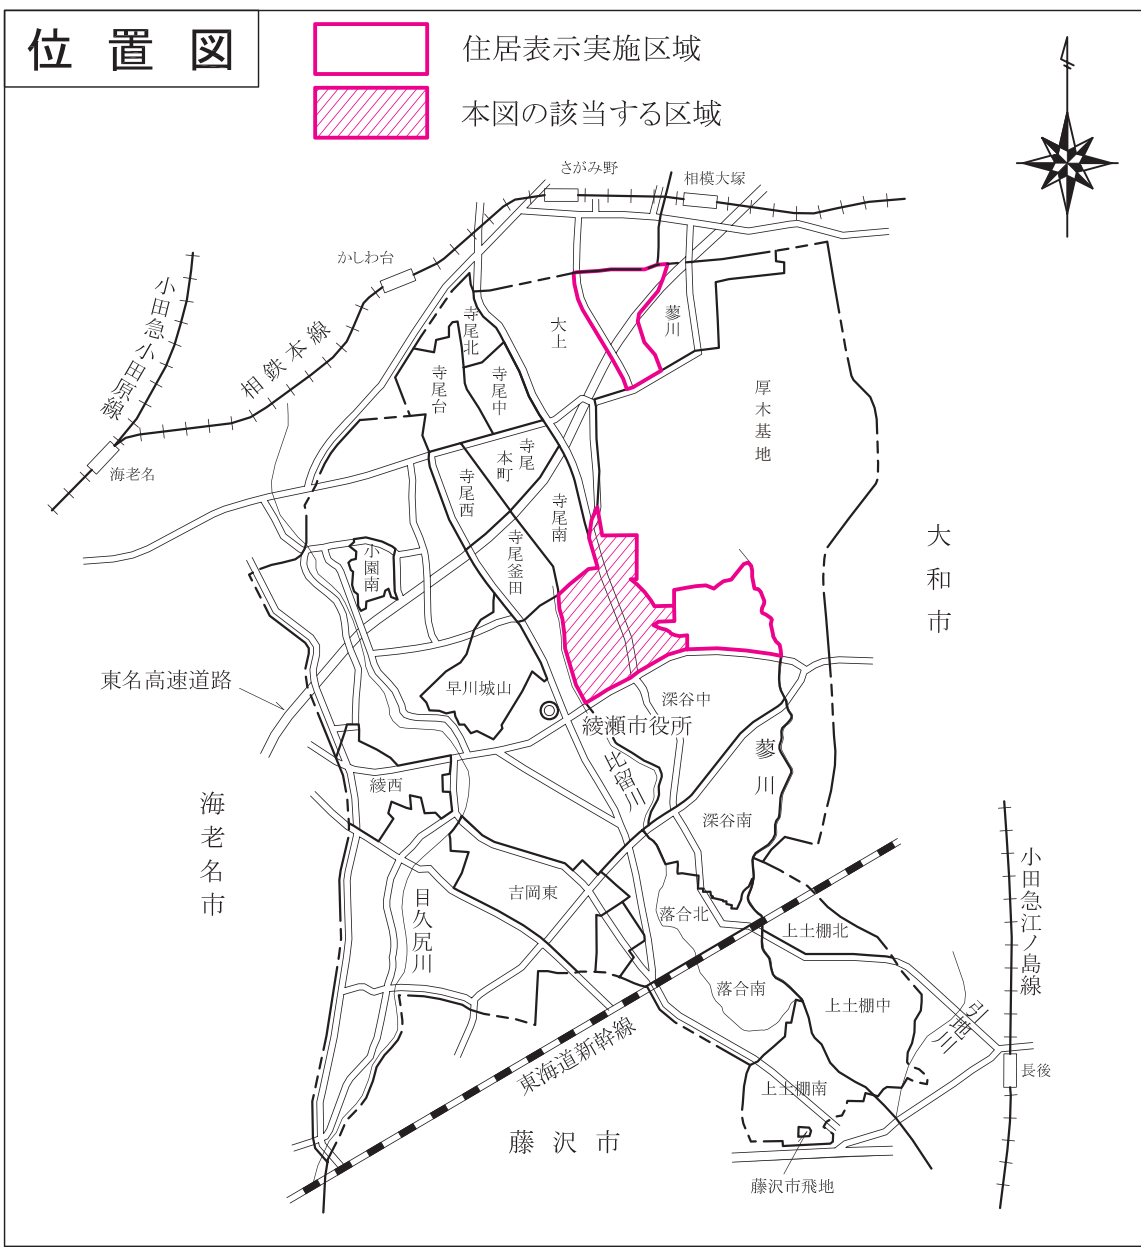 位置図
住居表示実施区域
本図の該当する区域
さがみ野
相模大塚
かしわ台
小田急小田原線
相鉄本線
海老名
寺尾北
大上
蓼川
寺尾台
寺尾中
厚木基地
寺尾本町
寺尾西
寺尾南
寺尾釜田
小園南
大和市
東名高速道路
早川城山
深谷中
綾瀬市役所
比留川
蓼川
綾西
海老名市
深谷南
目久尻川
吉岡東
落合北
上土棚北
小田急江ノ島線
落合南
上土棚中
引地川
東海道新幹線
長後
上土棚南
藤沢市
藤沢市飛地